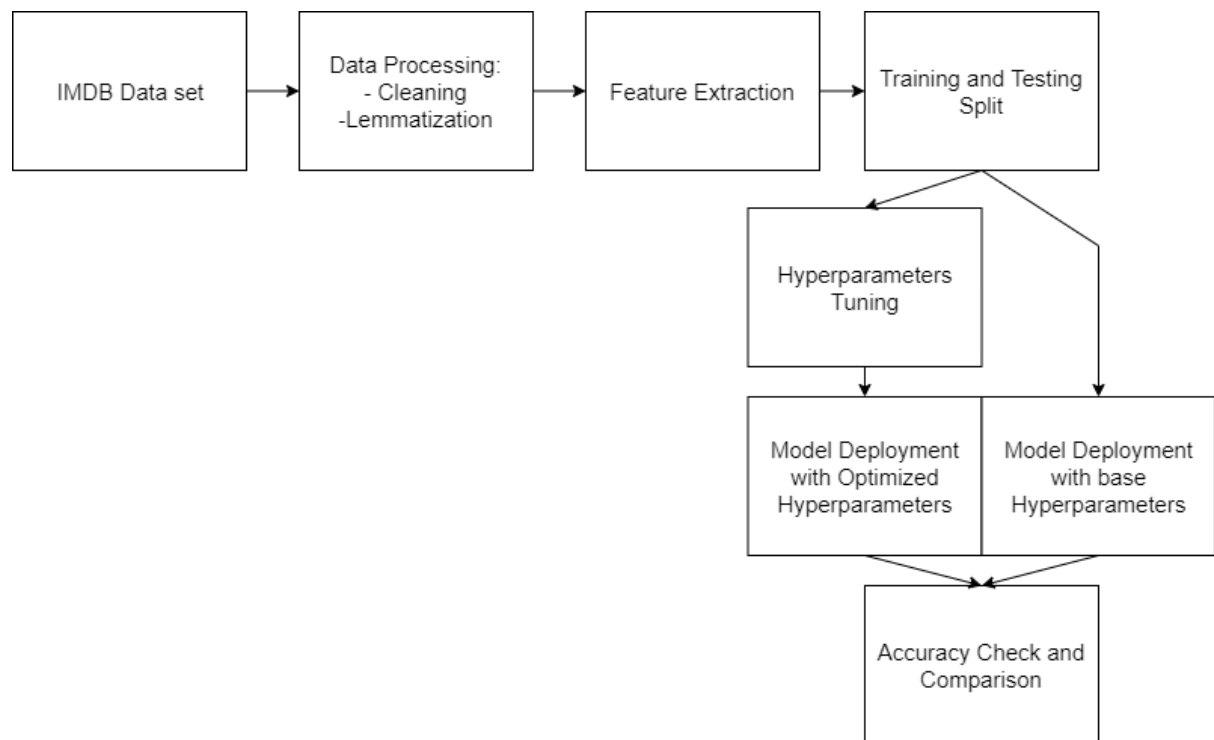 IMDB Data set
Data Processing:
- Cleaning
-Lemmatization
Feature Extraction
Training and Testing
Split
Hyperparameters
Tuning
Model Deployment
with Optimized
Hyperparameters
Model Deployment
with base
Hyperparameters
Accuracy Check and
Comparison